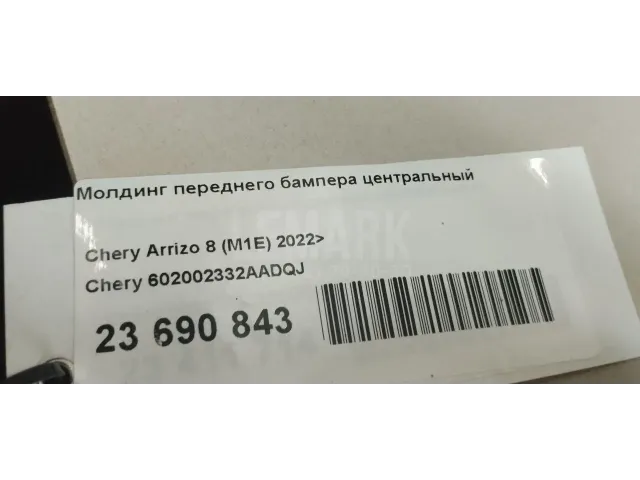 Молдинг переднего бампера центральный
Chery Arrizo 8 (M1E) 2022>
Chery 602002332AADQJ
23 690 843